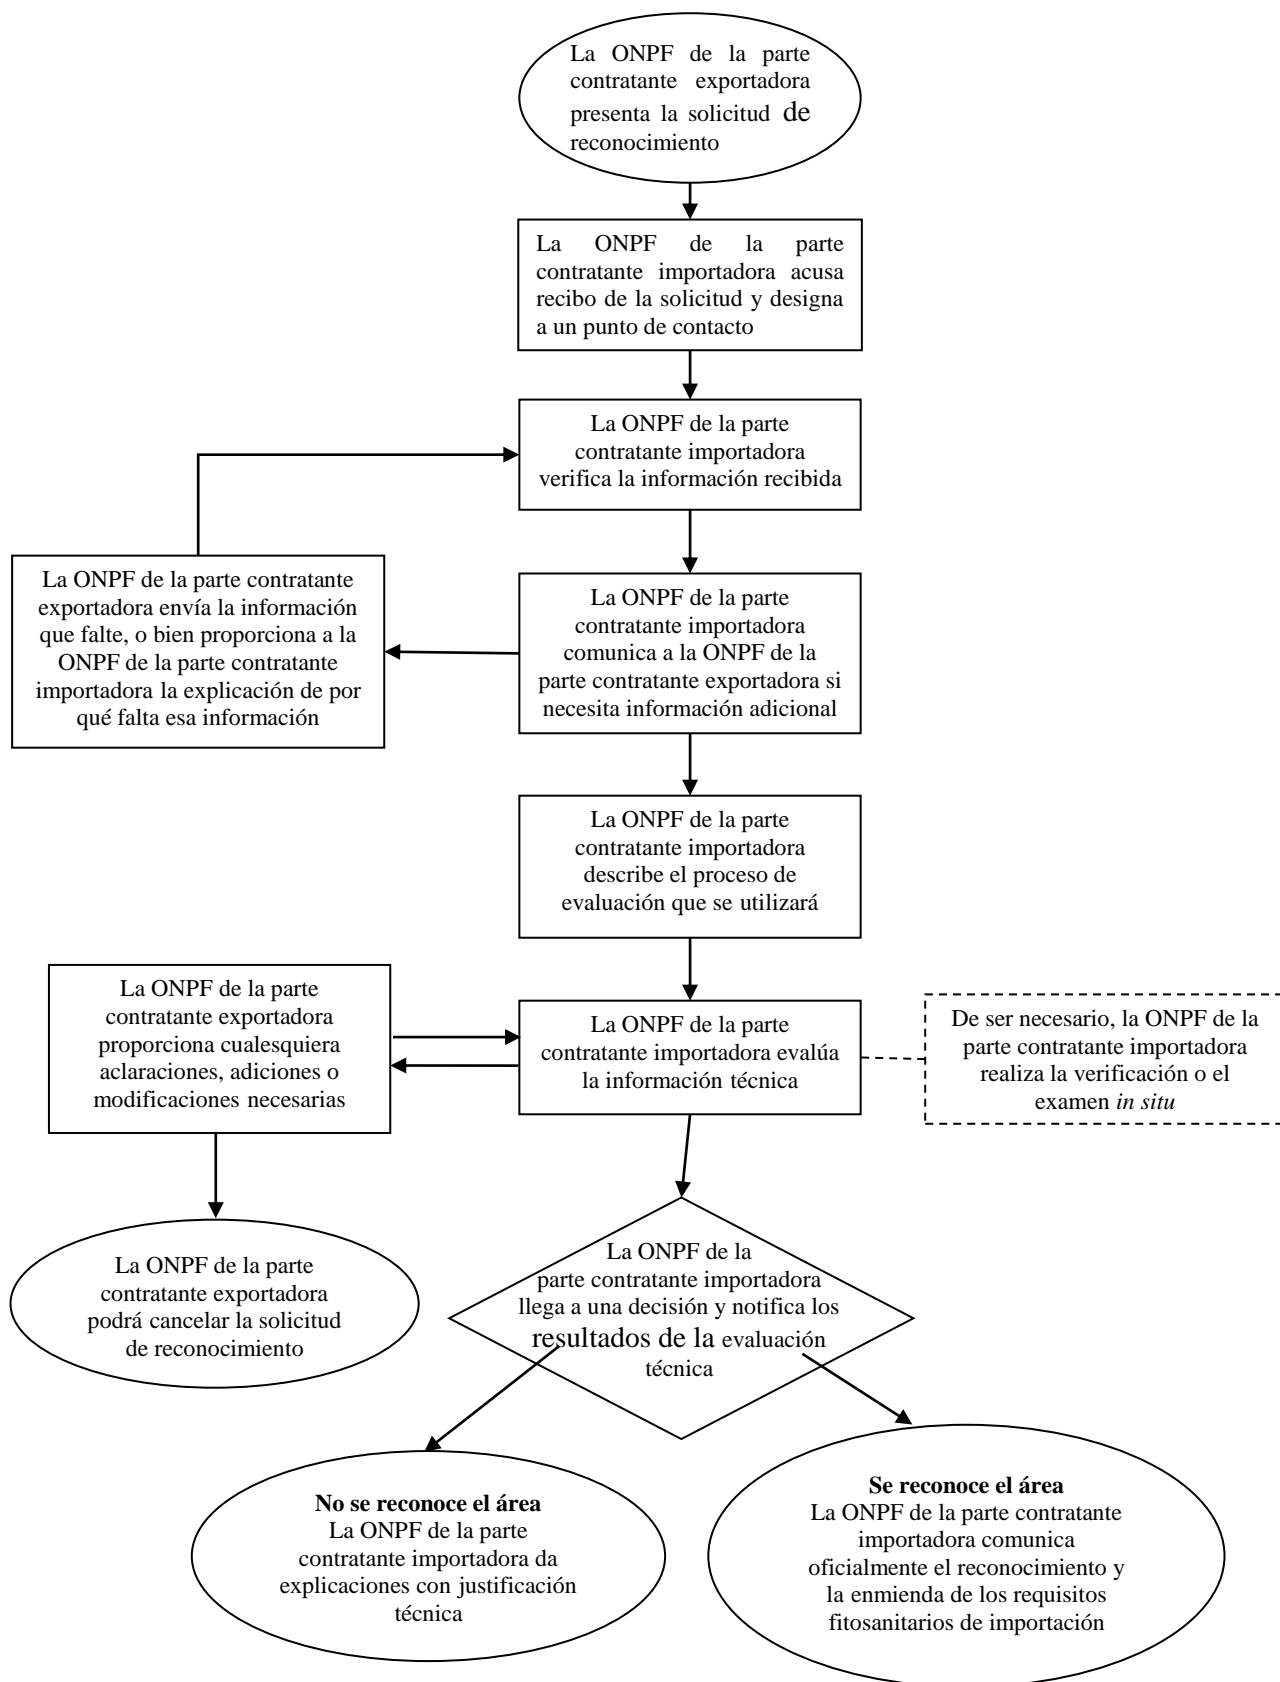 La ONPF de la parte
contratante exportadora
presenta la solicitud de
reconocimiento
La ONPF de la parte
contratante importadora acusa
recibo de la solicitud y designa
a un punto de contacto
La ONPF de la parte
contratante importadora
verifica la información recibida
La ONPF de la parte contratante
exportadora envía la información
que falte, o bien proporciona a la
ONPF de la parte contratante
importadora la explicación de por
qué falta esa información
La ONPF de la parte
contratante importadora
comunica a la ONPF de la
parte contratante exportadora si
necesita información adicional
La ONPF de la parte
contratante importadora
describe el proceso de
evaluación que se utilizará
La ONPF de la parte
contratante exportadora
proporciona cualesquiera
aclaraciones, adiciones o
modificaciones necesarias
La ONPF de la parte
contratante importadora evalúa
la información técnica
De ser necesario, la ONPF de la
parte contratante importadora
realiza la verificación o el
examen in situ
La ONPF de la parte
contratante exportadora
podrá cancelar la solicitud
de reconocimiento
La ONPF de la
parte contratante importadora
llega a una decisión y notifica los
resultados de la evaluación
técnica
No se reconoce el área
La ONPF de la parte
contratante importadora da
explicaciones con justificación
técnica
Se reconoce el área
La ONPF de la parte contratante
importadora comunica
oficialmente el reconocimiento y
la enmienda de los requisitos
fitosanitarios de importación